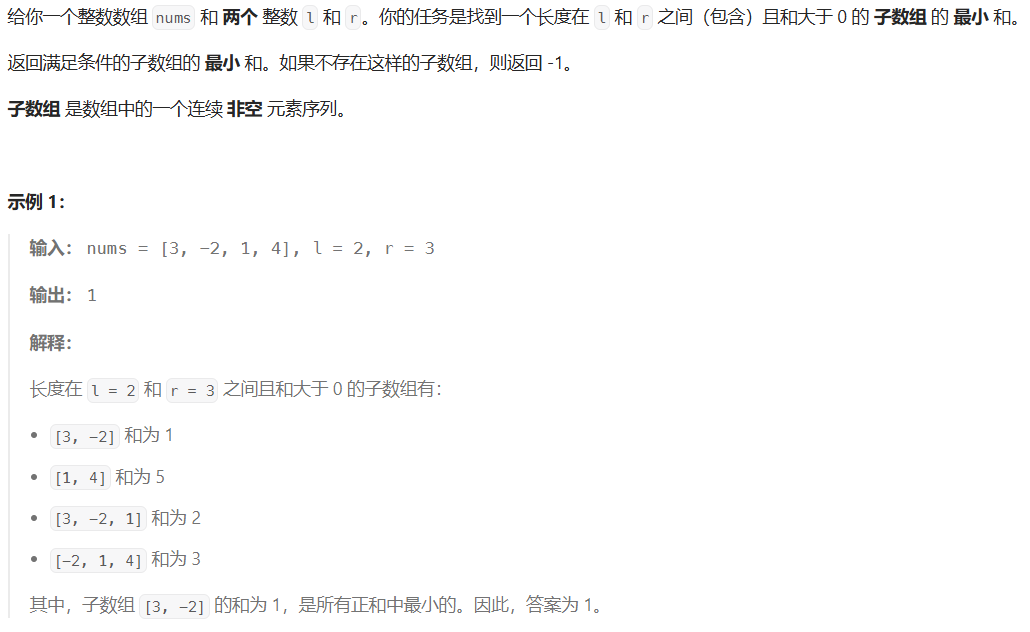 给你一个整数数组 nums 和 两个 整数 l 和 r。你的任务是找到一个长度在 l 和 r 之间（包含）且和大于 0 的 子数组 的 最小 和。
返回满足条件的子数组的 最小 和。如果不存在这样的子数组，则返回 -1。
子数组 是数组中的一个连续 非空 元素序列。
示例 1：
输入： nums = [3, -2, 1, 4], l = 2, r = 3
输出： 1
解释：
长度在 l = 2 和 r = 3 之间且和大于 0 的子数组有：
• [3, -2] 和为 1
• [1, 4] 和为 5
• [3, -2, 1] 和为 2
• [-2, 1, 4] 和为 3
其中，子数组 [3, -2] 的和为 1，是所有正和中最小的。因此，答案为 1。